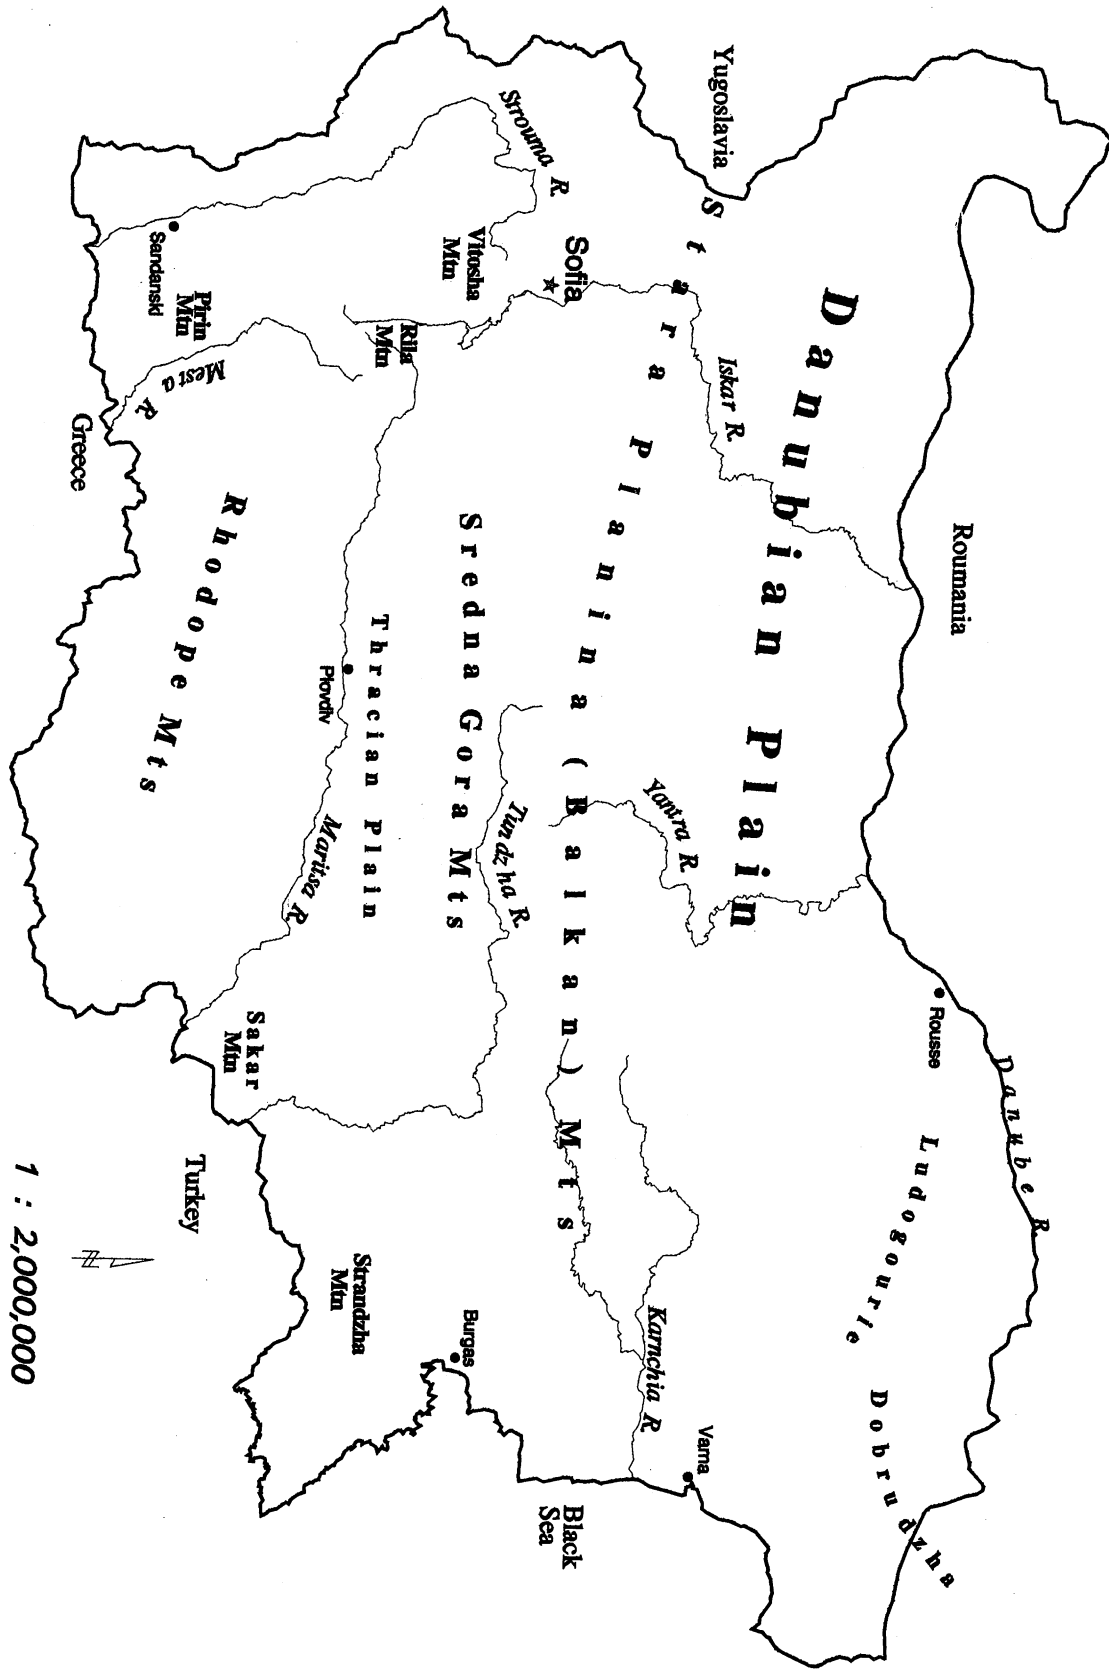 Roumania
Yugoslavia
Danube R
Danubian Plain
Rousse
Ludogourie
Dobrudzha
Iskar R.
Yantra R
Varna
Stara Planina (Balkan) Mts
Karnchia R
Black
Sea
Strouma R
Sofia
Vitosha
Mtn
Sredna Gora Mts
Tundzha R
Burgas
Rila
Mtn
Thracian Plain
Plovdiv
Maritsa R
Strandzha
Mtn
Sandanski
Pirin
Mtn
Mesta R
Rhodope Mts
Sakar
Mtn
Greece
Turkey
N
1 : 2,000,000